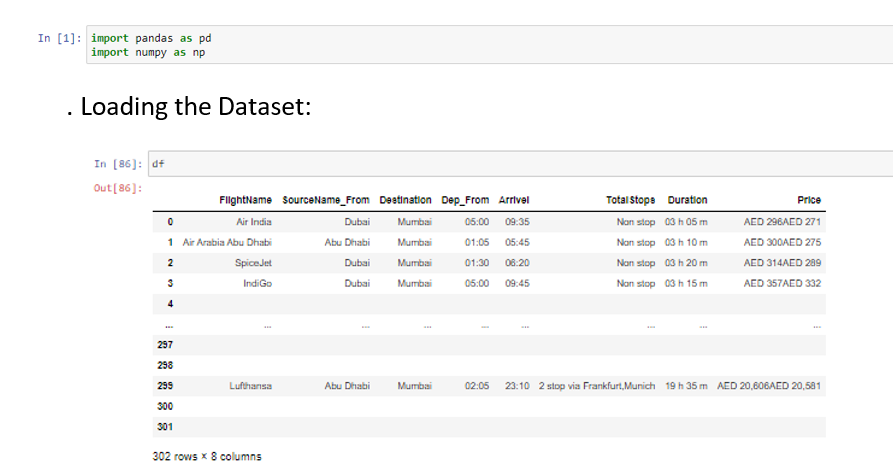 In [1]: import pandas as pd
import numpy as np
. Loading the Dataset:
In [86]: df
Out[86]:
FlightName SourceName_From Destination Dep_From Arrivel TotalStops Duration Price
0 Air India Dubai Mumbai 05:00 09:35 Non stop 03 h 05 m AED 296AED 271
1 Air Arabia Abu Dhabi Abu Dhabi Mumbai 01:05 05:45 Non stop 03 h 10 m AED 300AED 275
2 SpiceJet Dubai Mumbai 01:30 06:20 Non stop 03 h 20 m AED 314AED 289
3 IndiGo Dubai Mumbai 05:00 09:45 Non stop 03 h 15 m AED 357AED 332
4
... ... ... ... ... ... ... ... ...
297
298
299 Lufthansa Abu Dhabi Mumbai 02:05 23:10 2 stop via Frankfurt,Munich 19 h 35 m AED 20,606AED 20,581
300
301
302 rows × 8 columns